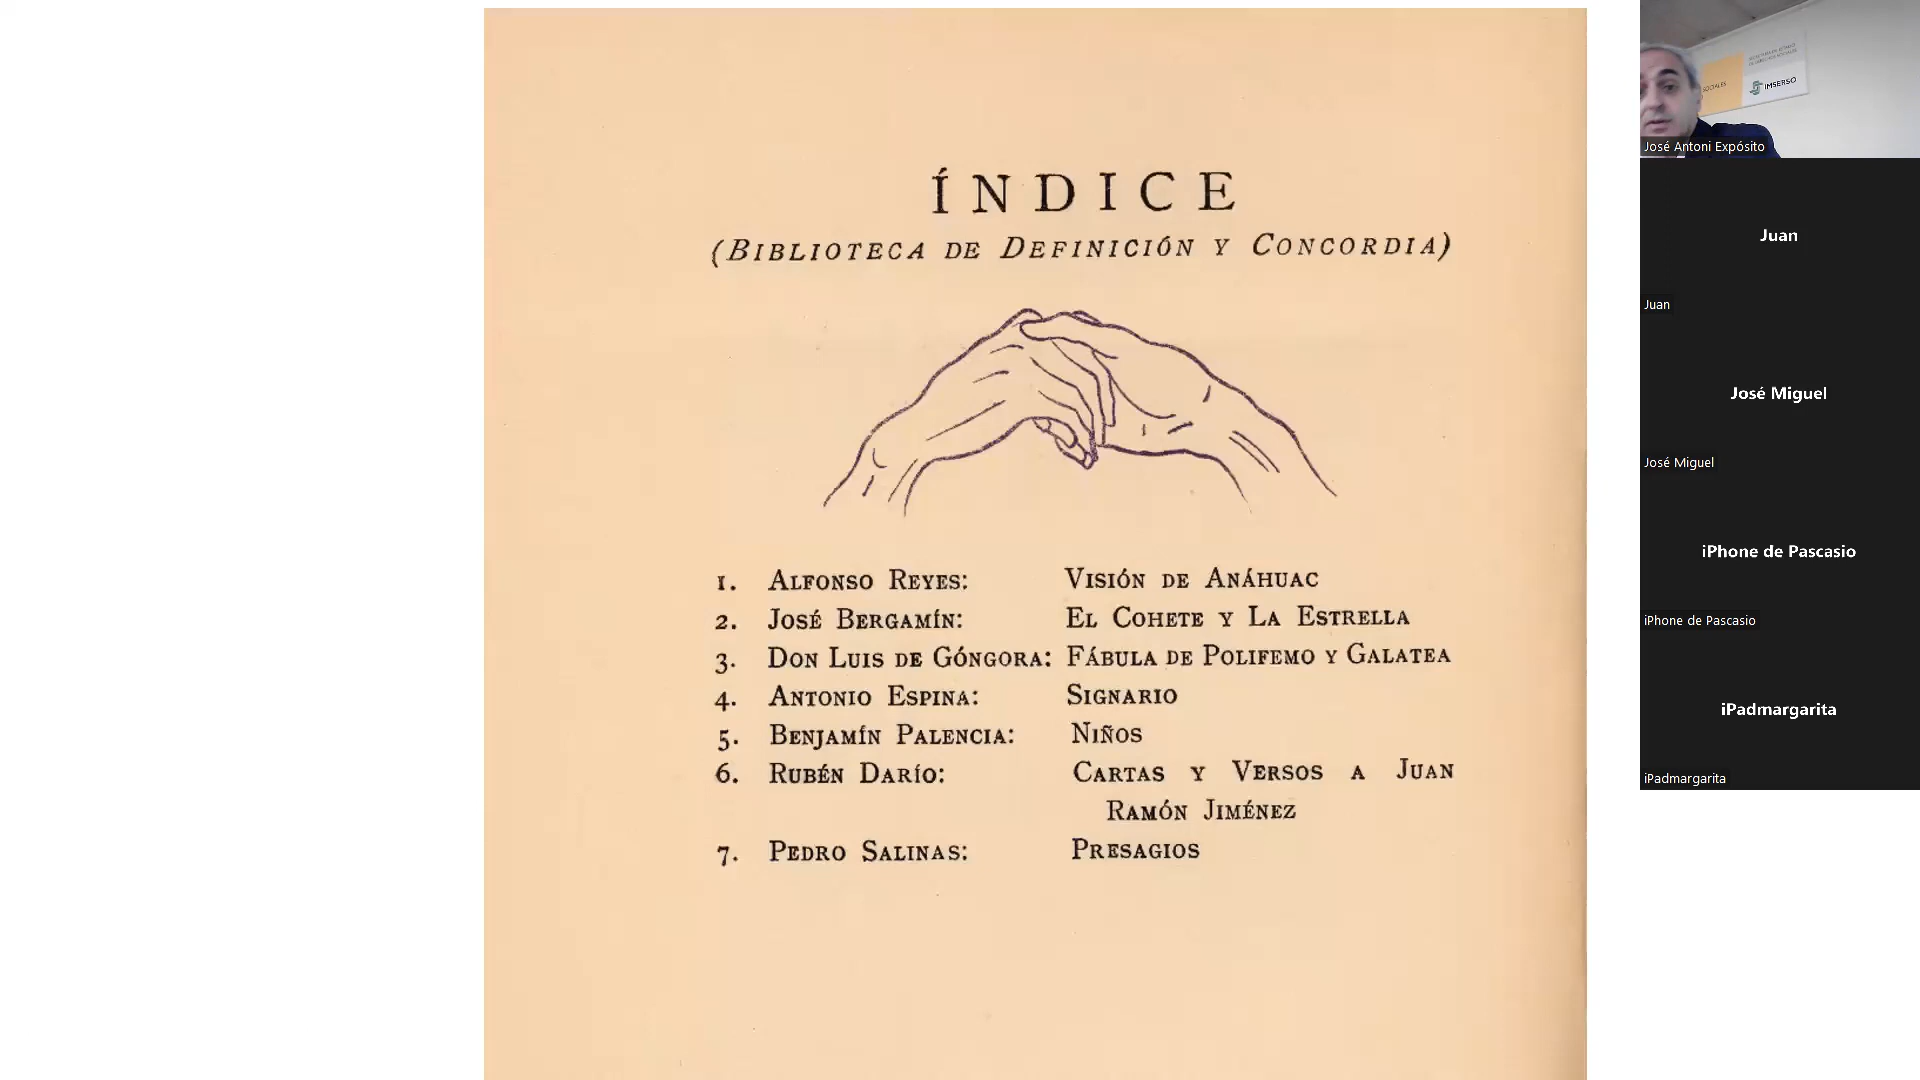 ÍNDICE
(BIBLIOTECA DE DEFINICIÓN Y CONCORDIA)
1. ALFONSO REYES: VISIÓN DE ANÁHUAC
2. JOSÉ BERGAMÍN: EL COHETE Y LA ESTRELLA
3. DON LUIS DE GÓNGORA: FÁBULA DE POLIFEMO Y GALATEA
4. ANTONIO ESPINA: SIGNARIO
5. BENJAMÍN PALENCIA: NIÑOS
6. RUBÉN DARÍO: CARTAS Y VERSOS A JUAN
RAMÓN JIMÉNEZ
7. PEDRO SALINAS: PRESAGIOS
SOCIALES
IMSERSO
José Antoni Expósito
Juan
Juan
José Miguel
José Miguel
iPhone de Pascasio
iPhone de Pascasio
iPadmargarita
iPadmargarita